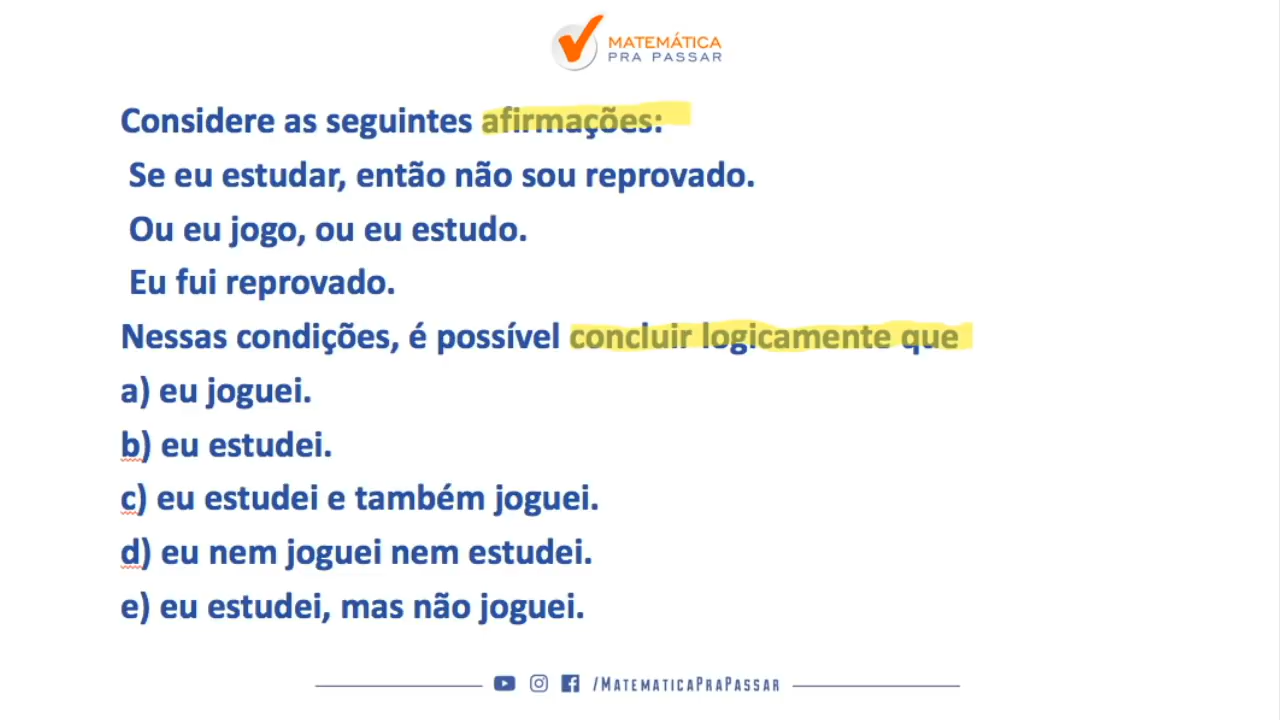 MATEMÁTICA
PRA PASSAR
Considere as seguintes afirmações:
Se eu estudar, então não sou reprovado.
Ou eu jogo, ou eu estudo.
Eu fui reprovado.
Nessas condições, é possível concluir logicamente que
a) eu joguei.
b) eu estudei.
c) eu estudei e também joguei.
d) eu nem joguei nem estudei.
e) eu estudei, mas não joguei.
/MATEMATICAPRAPASSAR